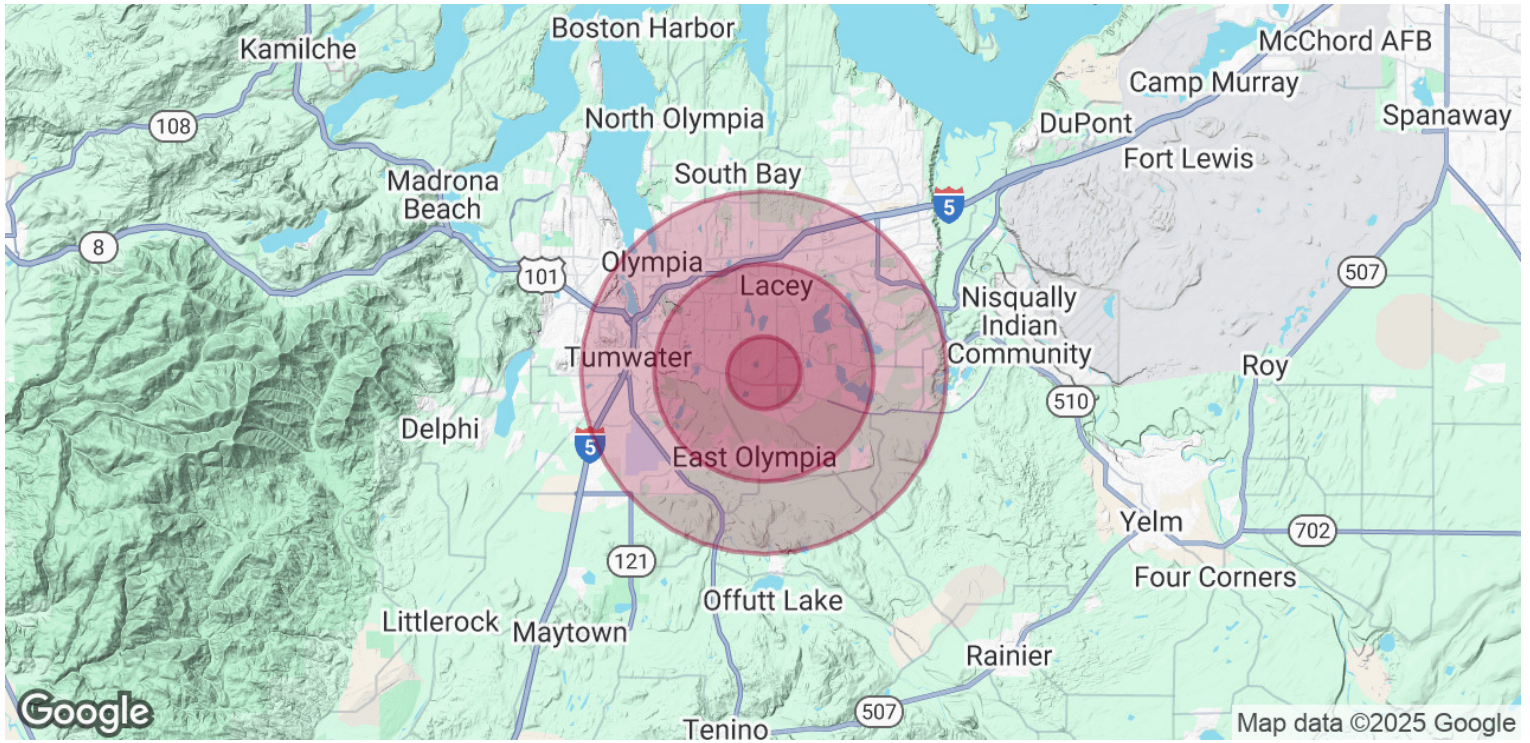 Boston Harbor
Kamilche
McChord AFB
Camp Murray
Spanaway
108
North Olympia
DuPont
Fort Lewis
South Bay
Madrona
Beach
5
8
Olympia
101
Lacey
507
Nisqually
Indian
Community
Tumwater
Roy
510
Delphi
5
East Olympia
Yelm
702
121
Four Corners
Offutt Lake
Littlerock
Maytown
Rainier
507
Tenino
Google
Map data ©2025 Google